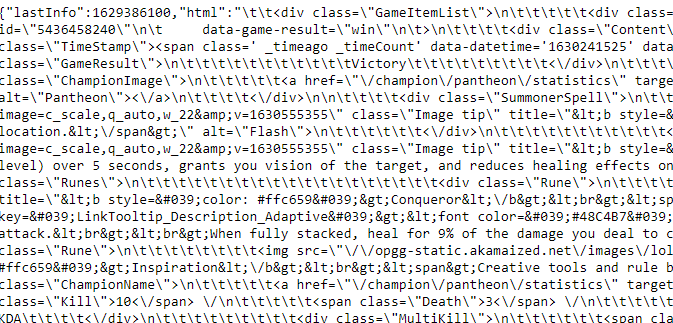 {"lastInfo":1629386100,"html":"\t\t<div class=\"GameItemList\">\n\t\t\t\t\t\t<div class=
id=\"5436458240\"\n\t     data-game-result=\"win\"\n\t>\n\t\t\t\t\t<div class=\"Content\
class=\"TimeStamp\"><span class=' _timeago _timeCount' data-datetime='1630241525' data
class=\"GameResult\">\n\t\t\t\t\t\t\t\t\t\t\t\tVictory\t\t\t\t\t\t\t\t\t<\/div>\n\t\t\t\t
class=\"ChampionImage\">\n\t\t\t\t\t\t<a href=\"\/champion\/pantheon\/statistics\" targe
alt=\"Pantheon\"><\/a>\n\t\t\t\t\t<\/div>\n\n\t\t\t\t\t<div class=\"SummonerSpell\">\n\t\t
image=c_scale,q_auto,w_22&amp;v=1630555355\" class=\"Image tip\" title=\"&lt;b style=&
location.&lt;\/span&gt;\" alt=\"Flash\">\n\t\t\t\t\t\t<\/div>\n\t\t\t\t\t\t\t\t\t\t\t\t<
image=c_scale,q_auto,w_22&amp;v=1630555355\" class=\"Image tip\" title=\"&lt;b style=&
level) over 5 seconds, grants you vision of the target, and reduces healing effects on
class=\"Runes\">\n\t\t\t\t\t\t\t\t\t\t\t\t\t\t\t\t\t\t<div class=\"Rune\">\n\t\t\t\t\t
title=\"&lt;b style=&#039;color: #ffc659&#039;&gt;Conqueror&lt;\/b&gt;&lt;br&gt;&lt;sp
key=&#039;LinkTooltip_Description_Adaptive&#039;&gt;&lt;font color=&#039;#48C4B7&#039;
attack.&lt;br&gt;&lt;br&gt;When fully stacked, heal for 9% of the damage you deal to c
class=\"Rune\">\n\t\t\t\t\t\t\t\t<img src=\"\/\/opgg-static.akamaized.net\/images\/lol
#ffc659&#039;&gt;Inspiration&lt;\/b&gt;&lt;br&gt;&lt;span&gt;Creative tools and rule b
class=\"ChampionName\">\n\t\t\t\t\t\t<a href=\"\/champion\/pantheon\/statistics\" target
class=\"Kill\">10<\/span> \/\n\t\t\t\t\t\t<span class=\"Death\">3<\/span> \/\n\t\t\t\t\t
KDA\t\t\t\t<\/div>\n\t\t\t\t\t\t\t\t\t\t<div class=\"MultiKill\">\n\t\t\t\t\t\t<span cla